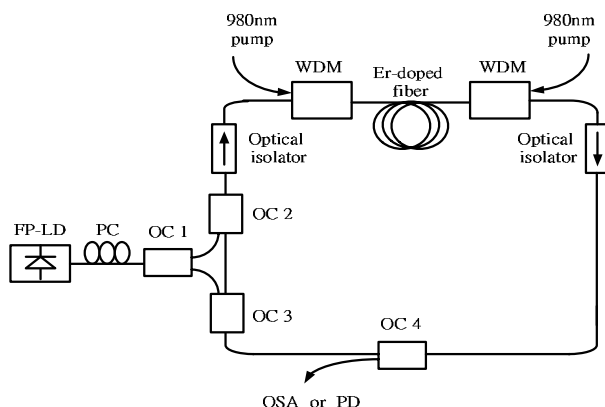 980nm
pump
980nm
pump
WDM
Er-doped
fiber
WDM
Optical
isolator
Optical
isolator
OC 2
FP-LD
PC
OC 1
OC 3
OC 4
OSA or PD